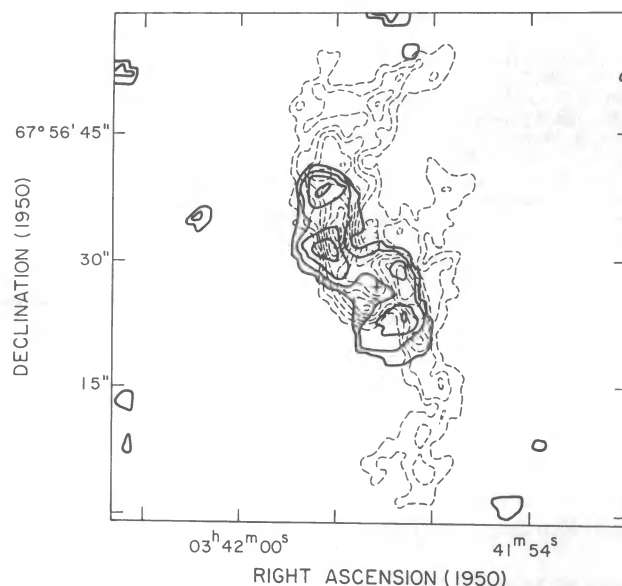 67° 56' 45"
30"
15"
DECLINATION (1950)
03ʰ 42ᵐ 00ˢ
41ᵐ 54ˢ
RIGHT ASCENSION (1950)